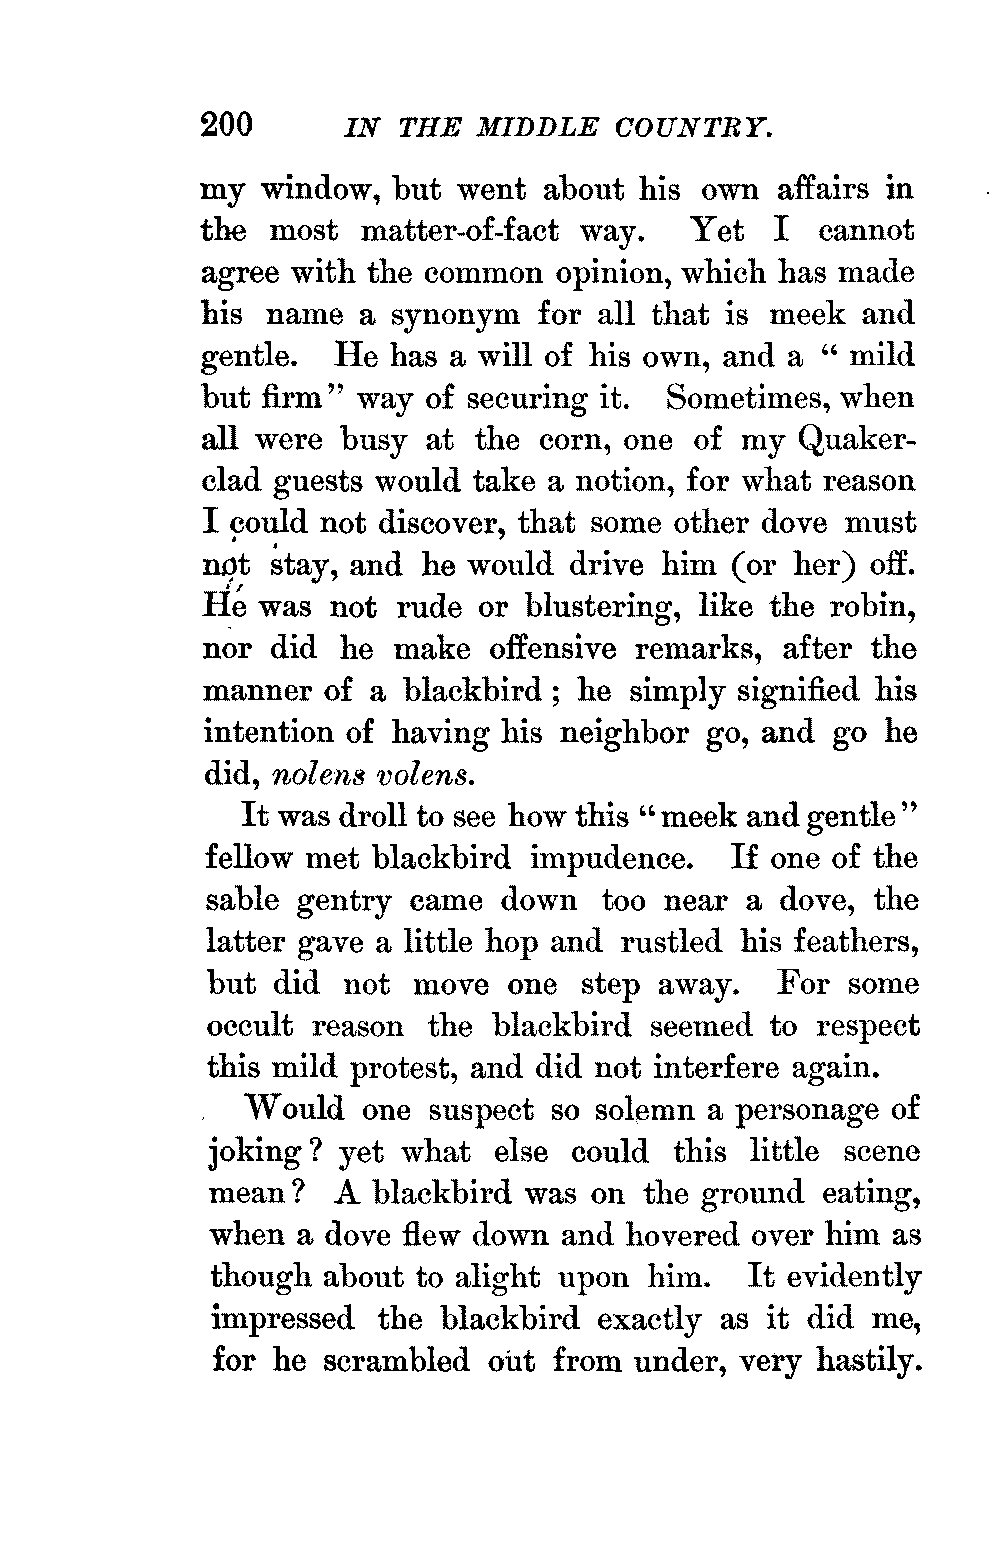 200 IN THE MIDDLE COUNTRY.
my window, but went about his own affairs in
the most matter-of-fact way. Yet I cannot
agree with the common opinion, which has made
his name a synonym for all that is meek and
gentle. He has a will of his own, and a “ mild
but firm” way of securing it. Sometimes, when
all were busy at the corn, one of my Quaker-
clad guests would take a notion, for what reason
I could not discover, that some other dove must
not stay, and he would drive him (or her) off.
He was not rude or blustering, like the robin,
nor did he make offensive remarks, after the
manner of a blackbird ; he simply signified his
intention of having his neighbor go, and go he
did, nolens volens.
It was droll to see how this “meek and gentle”
fellow met blackbird impudence. If one of the
sable gentry came down too near a dove, the
latter gave a little hop and rustled his feathers,
but did not move one step away. For some
occult reason the blackbird seemed to respect
this mild protest, and did not interfere again.
Would one suspect so solemn a personage of
joking ? yet what else could this little scene
mean ? A blackbird was on the ground eating,
when a dove flew down and hovered over him as
though about to alight upon him. It evidently
impressed the blackbird exactly as it did me,
for he scrambled out from under, very hastily.